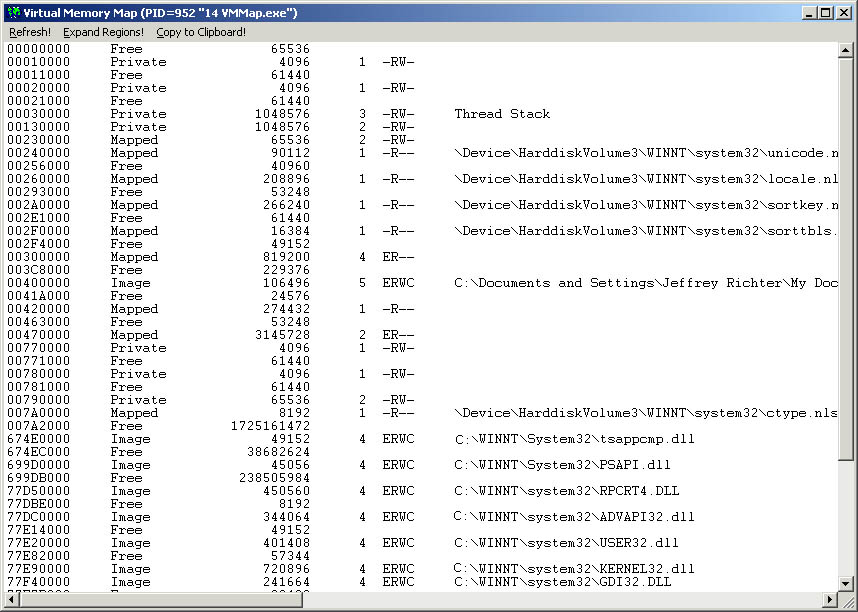 Virtual Memory Map (PID=952 "14 VMMap.exe")
Refresh! Expand Regions! Copy to Clipboard!
00000000 Free 65536
00010000 Private 4096 1 -RW-
00011000 Free 61440
00020000 Private 4096 1 -RW-
00021000 Free 61440
00030000 Private 1048576 3 -RW- Thread Stack
00130000 Private 1048576 2 -RW-
00230000 Mapped 65536 2 -RW-
00240000 Mapped 90112 1 -R-- \Device\HarddiskVolume3\WINNT\system32\unicode.n
00256000 Free 40960
00260000 Mapped 208896 1 -R-- \Device\HarddiskVolume3\WINNT\system32\locale.nl
00293000 Free 53248
002A0000 Mapped 266240 1 -R-- \Device\HarddiskVolume3\WINNT\system32\sortkey.n
002E1000 Free 61440
002F0000 Mapped 16384 1 -R-- \Device\HarddiskVolume3\WINNT\system32\sorttbls.
002F4000 Free 49152
00300000 Mapped 819200 4 ER--
003C8000 Free 229376
00400000 Image 106496 5 ERWC C:\Documents and Settings\Jeffrey Richter\My Doc
0041A000 Free 24576
00420000 Mapped 274432 1 -R--
00463000 Free 53248
00470000 Mapped 3145728 2 ER--
00770000 Private 4096 1 -RW-
00771000 Free 61440
00780000 Private 4096 1 -RW-
00781000 Free 61440
00790000 Private 65536 2 -RW-
007A0000 Mapped 8192 1 -R-- \Device\HarddiskVolume3\WINNT\system32\ctype.nls
007A2000 Free 1725161472
674E0000 Image 49152 4 ERWC C:\WINNT\System32\tsappcmp.dll
674EC000 Free 38682624
699D0000 Image 45056 4 ERWC C:\WINNT\System32\PSAPI.dll
699DB000 Free 238505984
77D50000 Image 450560 4 ERWC C:\WINNT\system32\RPCRT4.DLL
77DBE000 Free 8192
77DC0000 Image 344064 4 ERWC C:\WINNT\system32\ADVAPI32.dll
77E14000 Free 49152
77E20000 Image 401408 4 ERWC C:\WINNT\system32\USER32.dll
77E82000 Free 57344
77E90000 Image 720896 4 ERWC C:\WINNT\system32\KERNEL32.dll
77F40000 Image 241664 4 ERWC C:\WINNT\system32\GDI32.DLL